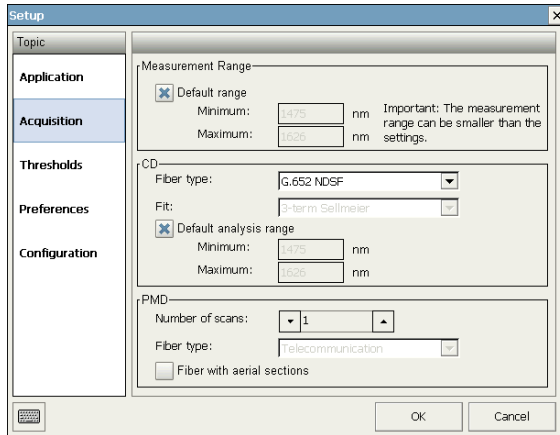 Setup
Topic
Application
Acquisition
Thresholds
Preferences
Configuration
Measurement Range
Default range
Minimum: 1475 nm
Maximum: 1626 nm
Important: The measurement
range can be smaller than the
settings.
CD
Fiber type: G.652 NDSF
Fit: 3-term Sellmeier
Default analysis range
Minimum: 1475 nm
Maximum: 1626 nm
PMD
Number of scans: 1
Fiber type: Telecommunication
Fiber with aerial sections
OK Cancel